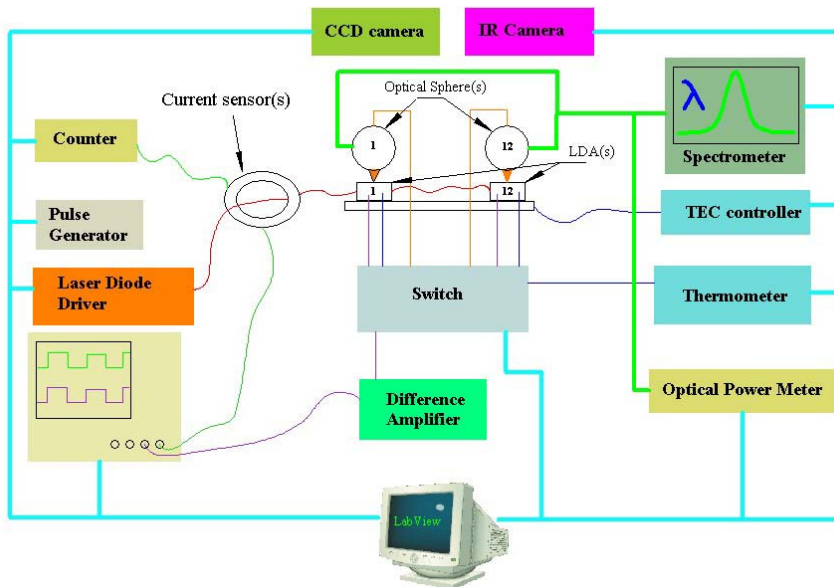 CCD camera
IR Camera
Optical Sphere(s)
Current sensor(s)
Counter
1
12
LDA(s)
λ
Spectrometer
1
12
Pulse
Generator
TEC controller
Laser Diode
Driver
Switch
Thermometer
Difference
Amplifier
Optical Power Meter
LabView